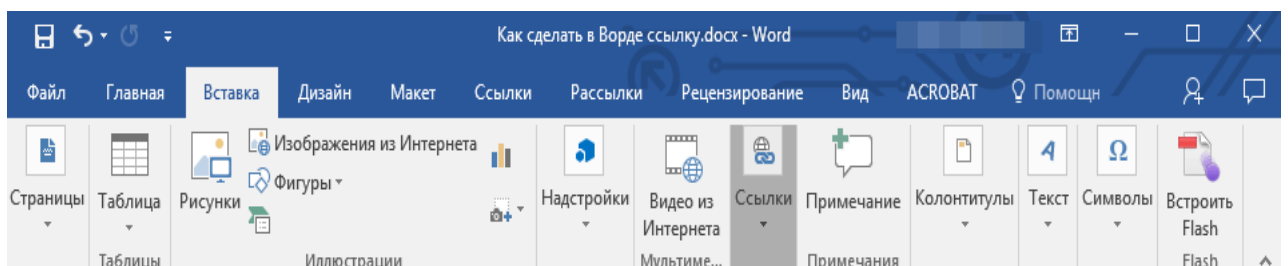 Как сделать в Ворде ссылку.docx - Word
Файл Главная Вставка Дизайн Макет Ссылки Рассылки Рецензирование Вид ACROBAT Помощн
Изображения из Интернета
Фигуры
Страницы Таблица Рисунки Надстройки Видео из Интернета Ссылки Примечание Колонтитулы Текст Символы Встроить Flash
Таблицы Иллюстрации Мультиме... Примечания Flash